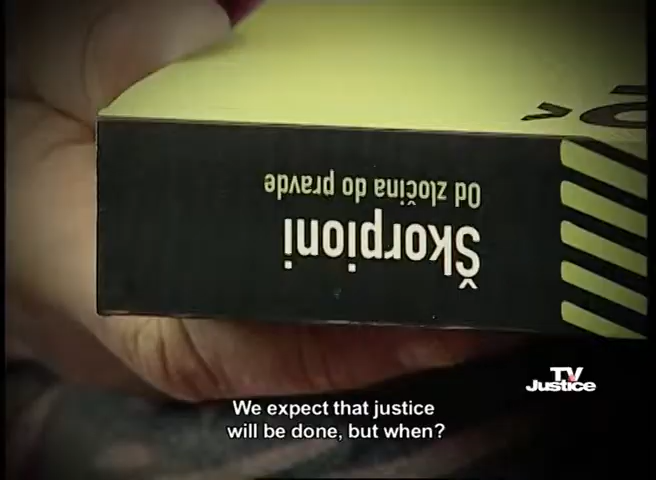 Škorpioni
Od zločina do pravde
TV
Justice
We expect that justice
will be done, but when?